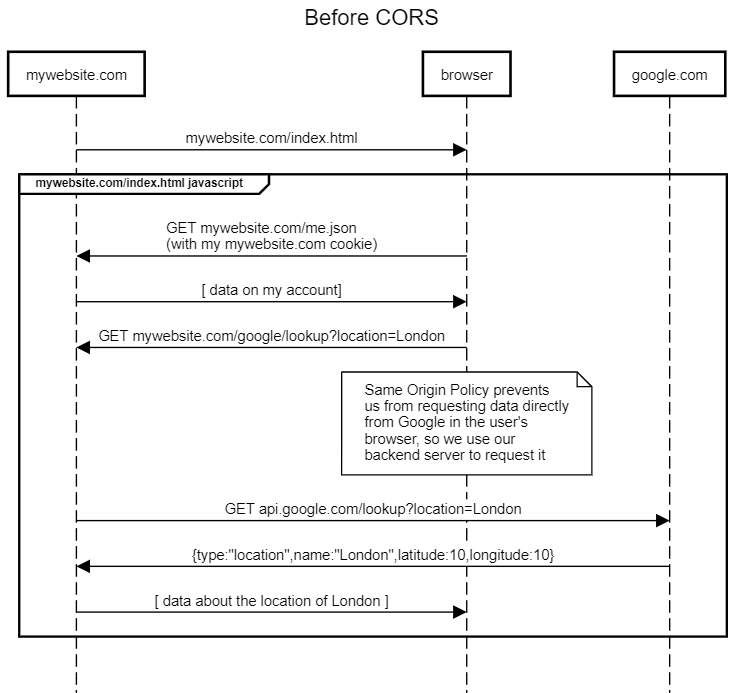 Before CORS
mywebsite.com
browser
google.com
mywebsite.com/index.html
mywebsite.com/index.html javascript
GET mywebsite.com/me.json
(with my mywebsite.com cookie)
[ data on my account]
GET mywebsite.com/google/lookup?location=London
Same Origin Policy prevents
us from requesting data directly
from Google in the user's
browser, so we use our
backend server to request it
GET api.google.com/lookup?location=London
{type:"location",name:"London",latitude:10,longitude:10}
[ data about the location of London ]